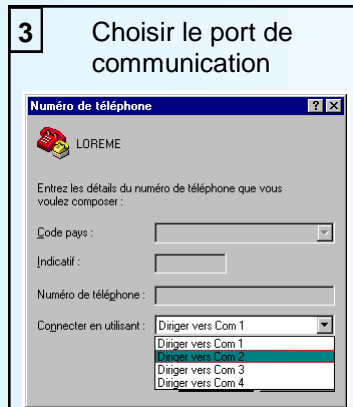 3
Choisir le port de
communication
Numéro de téléphone
LOREME
Entrez les détails du numéro de téléphone que vous
voulez composer :
Code pays :
Indicatif :
Numéro de téléphone :
Connecter en utilisant : Diriger vers Com 1
Diriger vers Com 1
Diriger vers Com 2
Diriger vers Com 3
Diriger vers Com 4